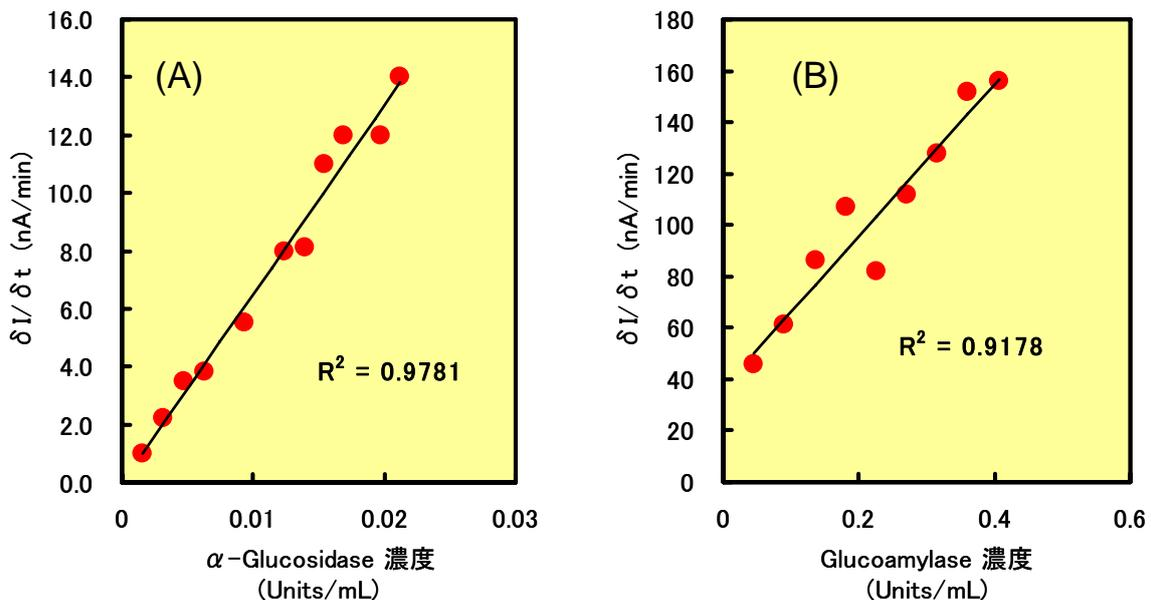 (A)
16.0
14.0
12.0
10.0
8.0
6.0
4.0
2.0
0.0
δI/δt (nA/min)
R² = 0.9781
0 0.01 0.02 0.03
α-Glucosidase 濃度
(Units/mL)
(B)
180
160
140
120
100
80
60
40
20
0
δI/δt (nA/min)
R² = 0.9178
0 0.2 0.4 0.6
Glucoamylase 濃度
(Units/mL)